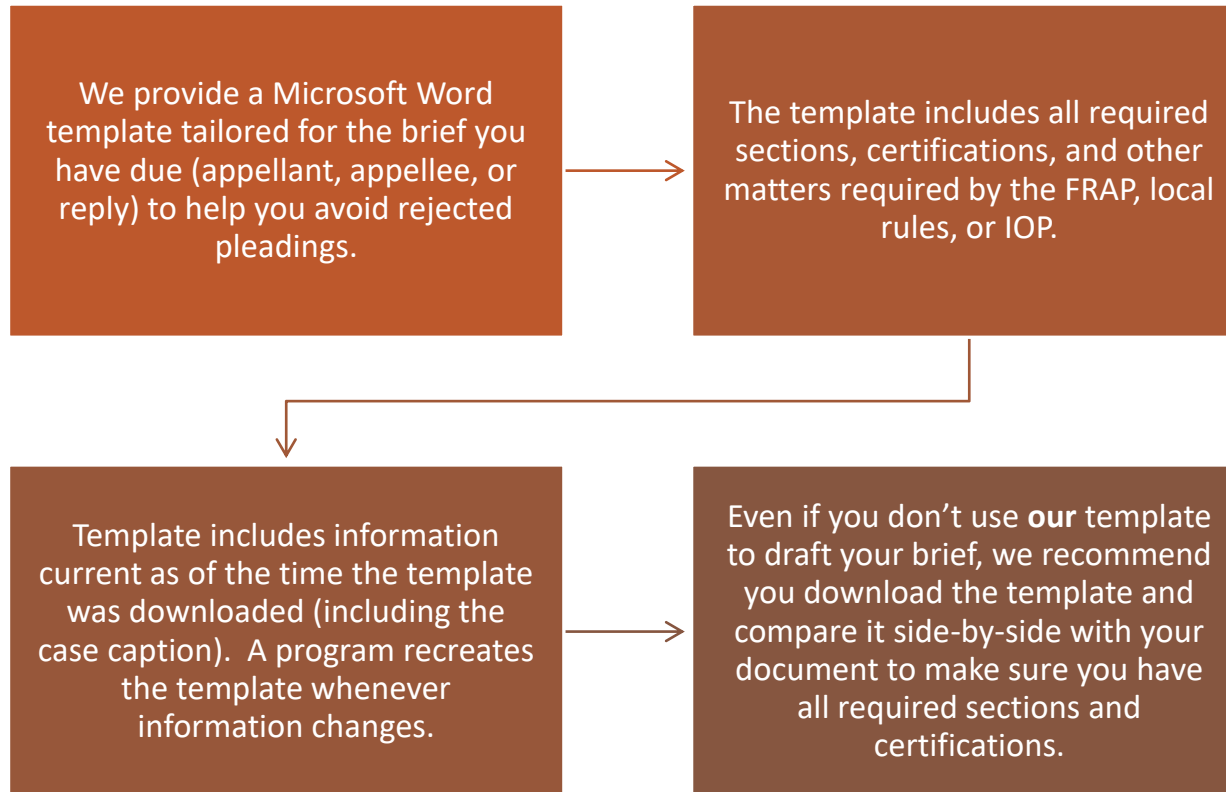 We provide a Microsoft Word
template tailored for the brief you
have due (appellant, appellee, or
reply) to help you avoid rejected
pleadings.
The template includes all required
sections, certifications, and other
matters required by the FRAP, local
rules, or IOP.
Template includes information
current as of the time the template
was downloaded (including the
case caption).  A program recreates
the template whenever
information changes.
Even if you don’t use our template
to draft your brief, we recommend
you download the template and
compare it side-by-side with your
document to make sure you have
all required sections and
certifications.